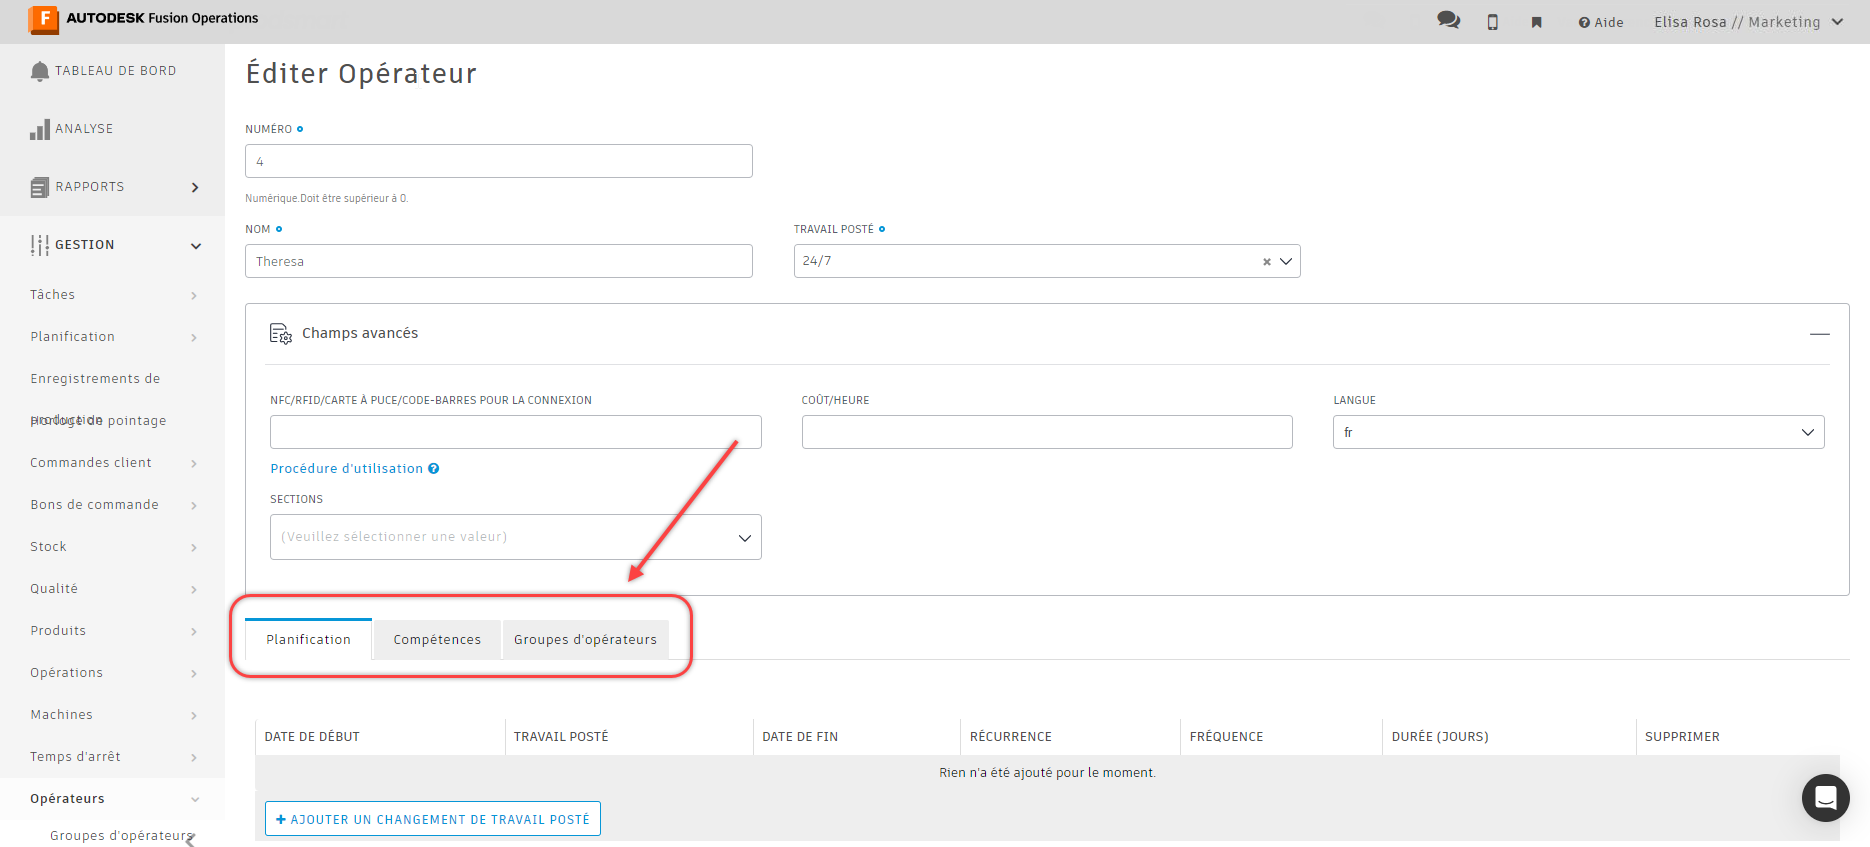 AUTODESK Fusion Operations
Aide
Elisa Rosa // Marketing
TABLEAU DE BORD
ANALYSE
RAPPORTS
GESTION
Tâches
Planification
Enregistrements de
production
Horloge de pointage
Commandes client
Bons de commande
Stock
Qualité
Produits
Opérations
Machines
Temps d'arrêt
Opérateurs
Groupes d'opérateurs
Éditer Opérateur
NUMÉRO
4
Numérique.Doit être supérieur à 0.
NOM
TRAVAIL POSTÉ
Theresa
24/7
Champs avancés
NFC/RFID/CARTE À PUCE/CODE-BARRES POUR LA CONNEXION
COÛT/HEURE
LANGUE
fr
Procédure d'utilisation
SECTIONS
(Veuillez sélectionner une valeur)
Planification
Compétences
Groupes d'opérateurs
DATE DE DÉBUT
TRAVAIL POSTÉ
DATE DE FIN
RÉCURRENCE
FRÉQUENCE
DURÉE (JOURS)
SUPPRIMER
Rien n'a été ajouté pour le moment.
+ AJOUTER UN CHANGEMENT DE TRAVAIL POSTÉ